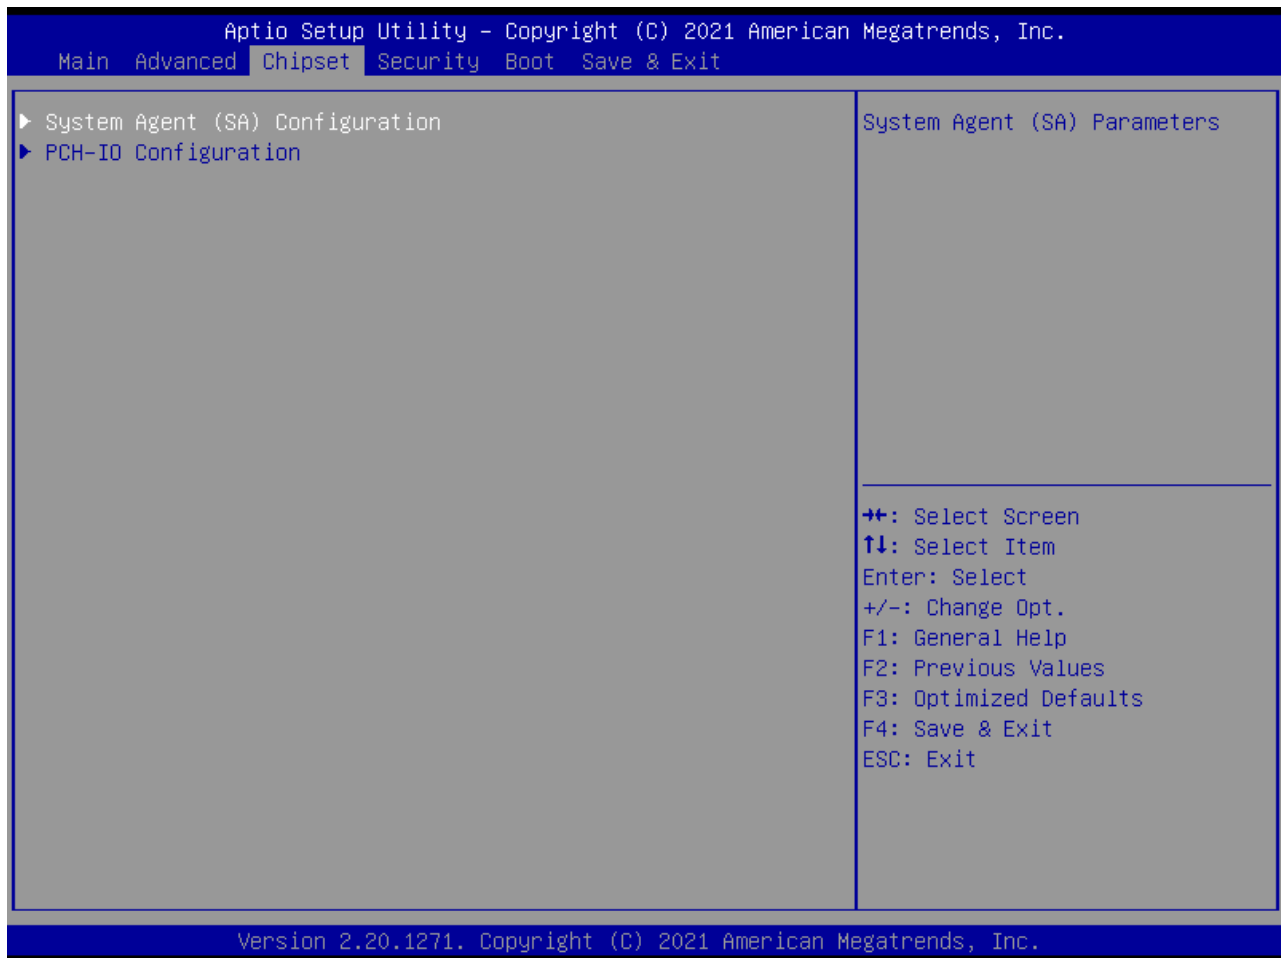 Aptio Setup Utility – Copyright (C) 2021 American Megatrends, Inc.
Main Advanced Chipset Security Boot Save & Exit
▶ System Agent (SA) Configuration
▶ PCH-IO Configuration
System Agent (SA) Parameters
→←: Select Screen
↑↓: Select Item
Enter: Select
+/-: Change Opt.
F1: General Help
F2: Previous Values
F3: Optimized Defaults
F4: Save & Exit
ESC: Exit
Version 2.20.1271. Copyright (C) 2021 American Megatrends, Inc.